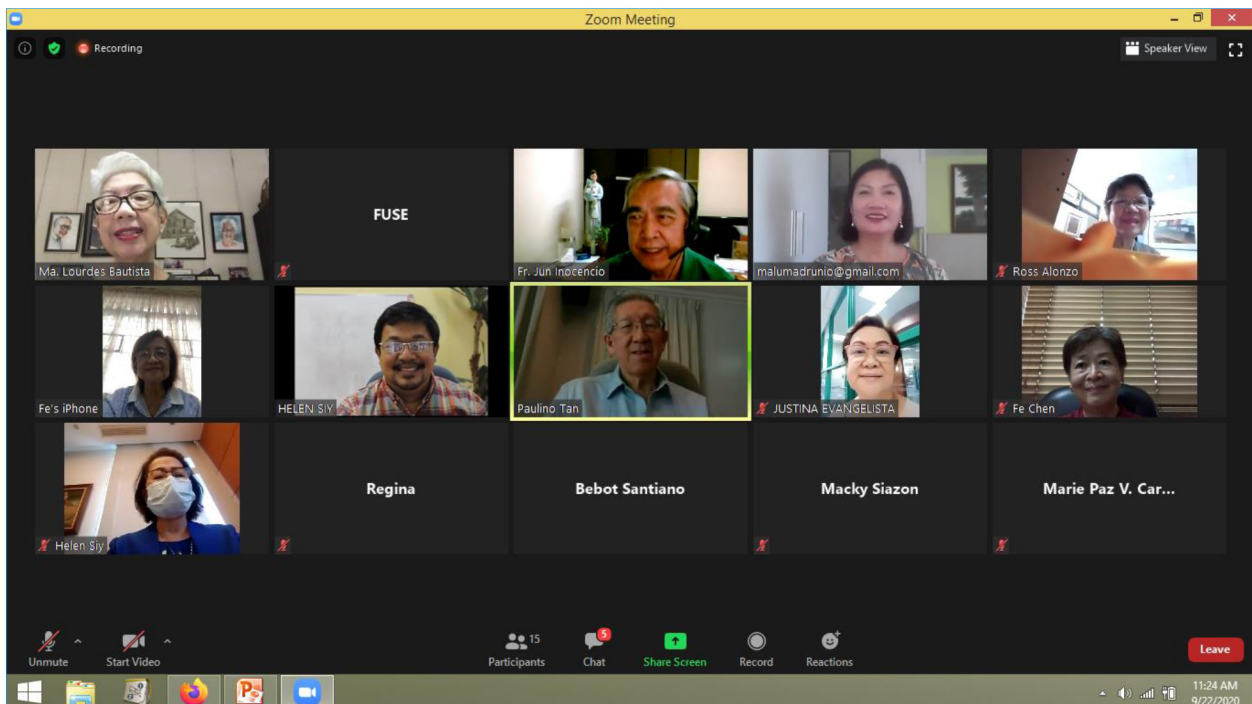 Zoom Meeting
Recording
Speaker View
Ma. Lourdes Bautista
FUSE
Fr. Jun Inocencio
malumadrunio@gmail.com
Ross Alonzo
Fe's iPhone
HELEN SIY
Paulino Tan
JUSTINA EVANGELISTA
Fe Chen
Helen Siy
Regina
Bebot Santiano
Macky Siazon
Marie Paz V. Car...
Unmute
Start Video
15
Participants
5
Chat
Share Screen
Record
Reactions
Leave
11:24 AM
9/22/2020